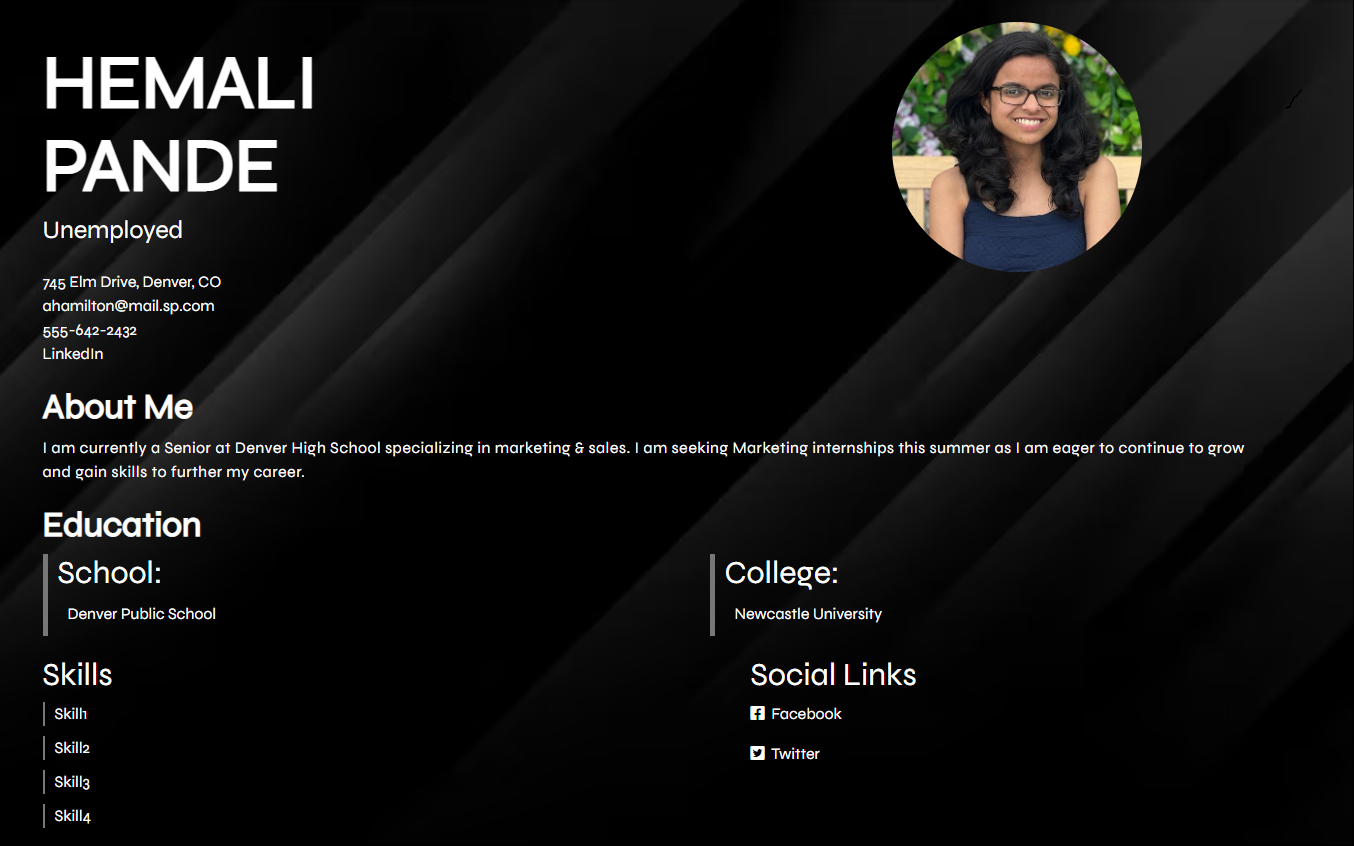 HEMALI
PANDE
Unemployed
745 Elm Drive, Denver, CO
ahamilton@mail.sp.com
555-642-2432
LinkedIn
About Me
I am currently a Senior at Denver High School specializing in marketing & sales. I am seeking Marketing internships this summer as I am eager to continue to grow
and gain skills to further my career.
Education
School:
Denver Public School
College:
Newcastle University
Skills
Skill1
Skill2
Skill3
Skill4
Social Links
Facebook
Twitter